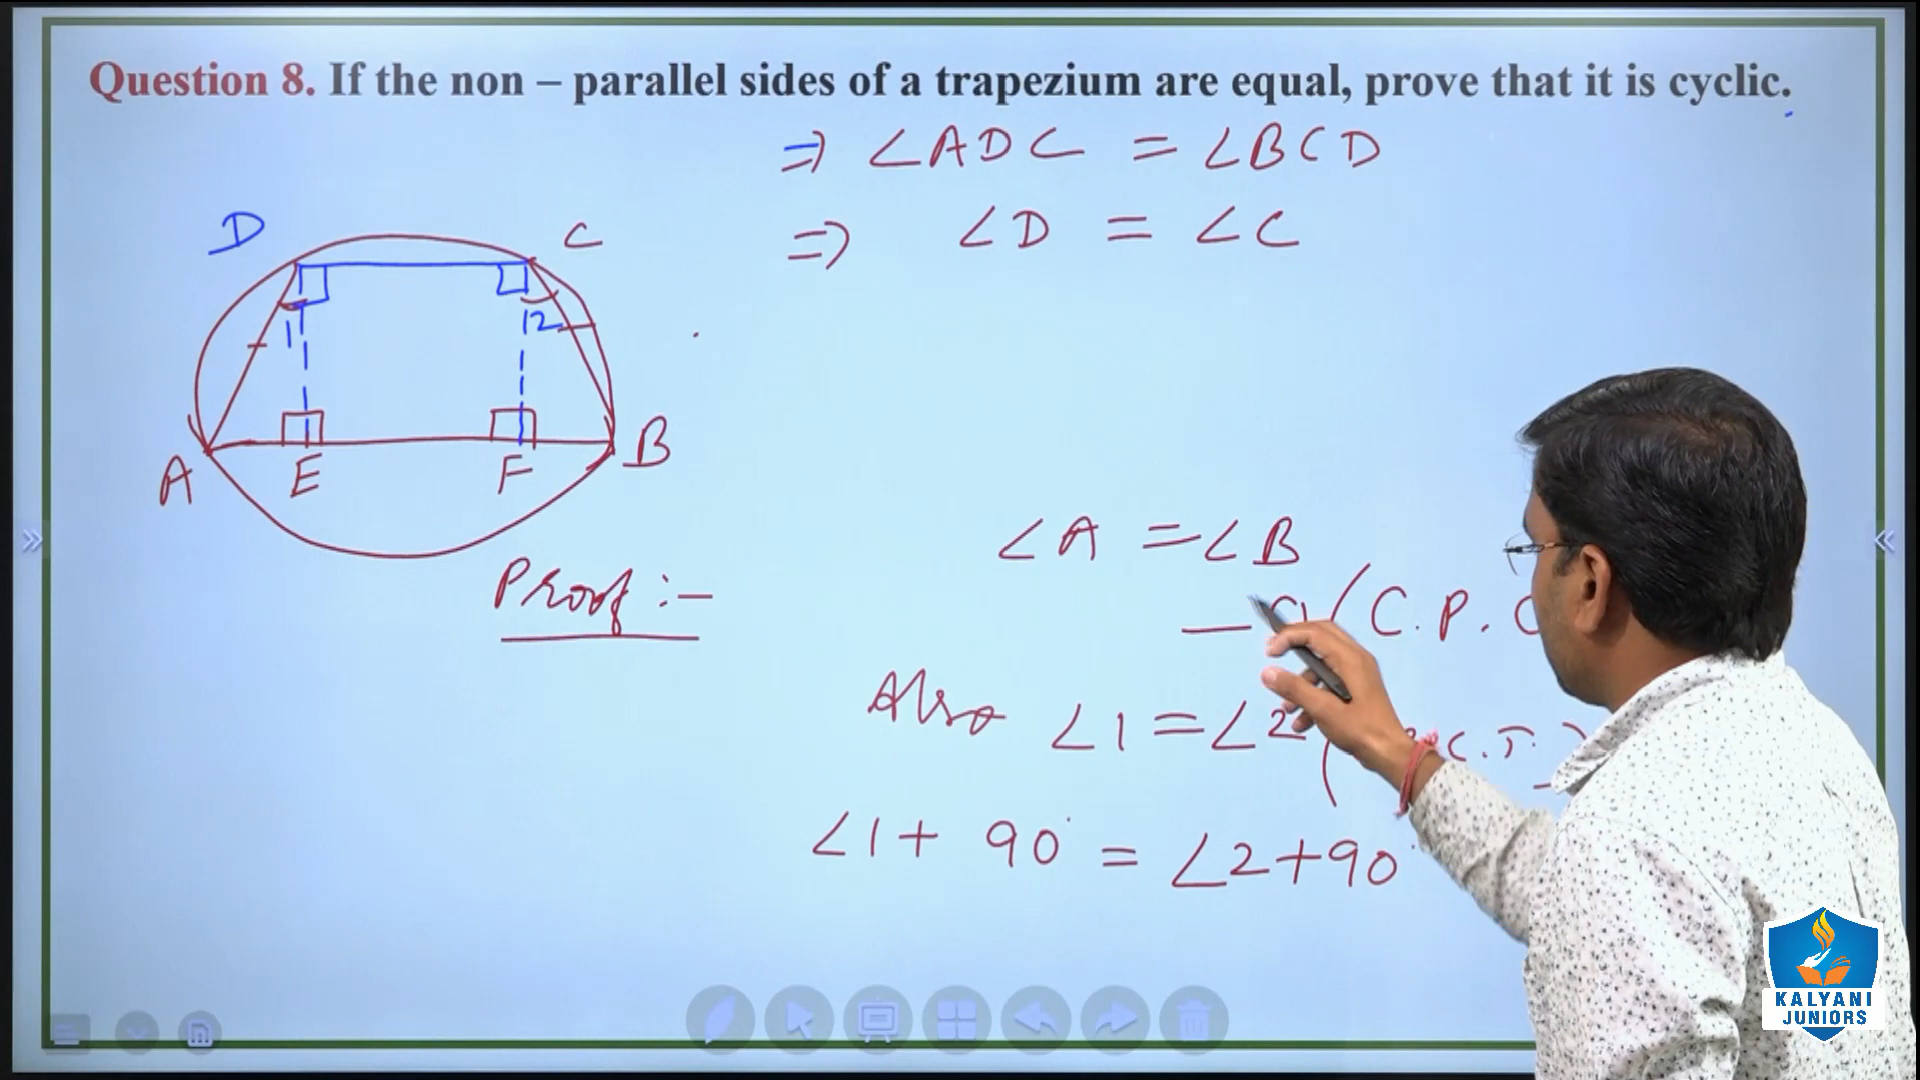 Question 8. If the non – parallel sides of a trapezium are equal, prove that it is cyclic.
⇒ ∠ADC = ∠BCD
⇒ ∠D = ∠C
D C
1 2
A E F B
Proof :-
∠A = ∠B
(C.P.
Also ∠1 = ∠2 ( C.T.)
∠1 + 90° = ∠2 + 90°
KALYANI
JUNIORS